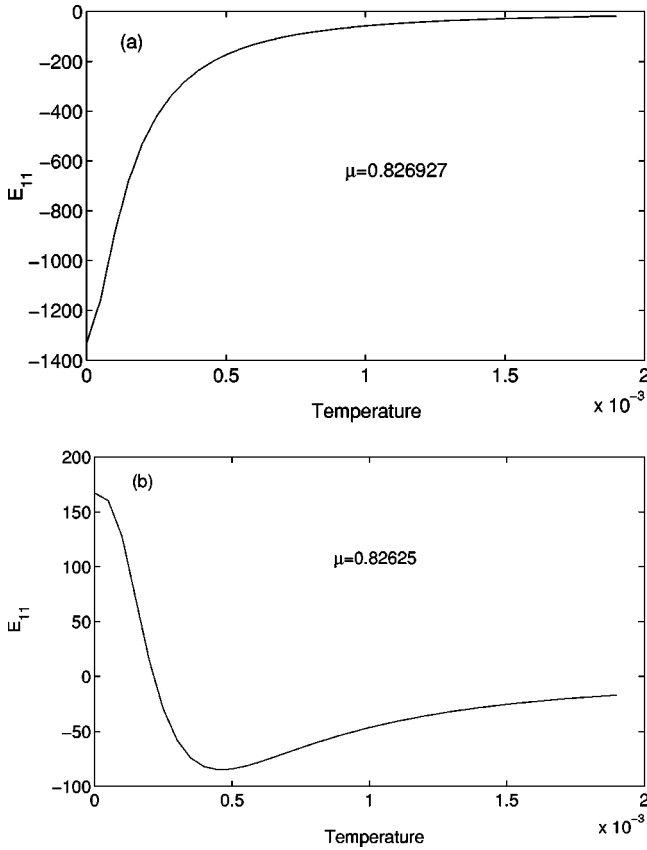 (a)
0
−200
−400
−600
−800
−1000
−1200
−1400
E11
μ=0.826927
0 0.5 1 1.5 2
Temperature
x 10−3
(b)
200
150
100
50
0
−50
−100
E11
μ=0.82625
0 0.5 1 1.5 2
Temperature
x 10−3